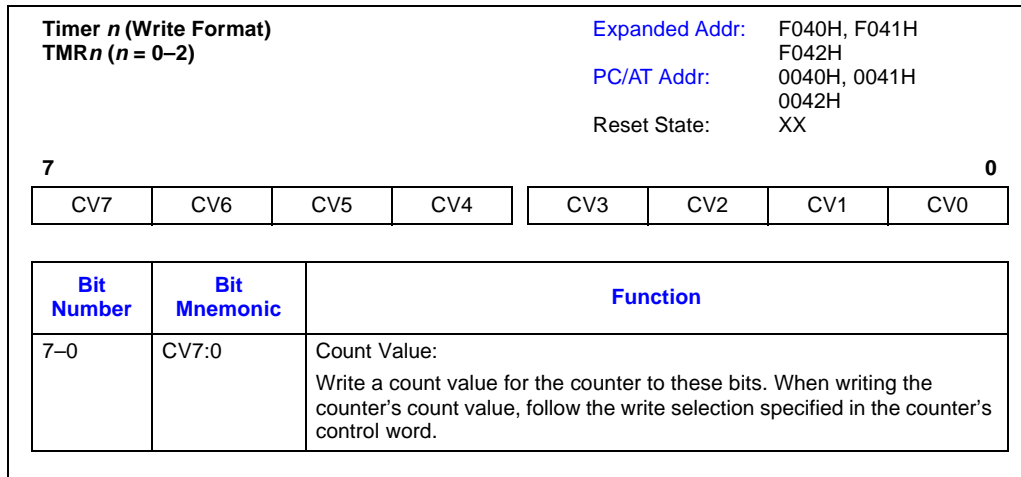 Timer n (Write Format) Expanded Addr: F040H, F041H
TMRn (n = 0–2) F042H
PC/AT Addr: 0040H, 0041H
0042H
Reset State: XX
7 0
CV7 CV6 CV5 CV4 CV3 CV2 CV1 CV0
Bit Number Bit Mnemonic Function
7–0 CV7:0 Count Value:
Write a count value for the counter to these bits. When writing the
counter's count value, follow the write selection specified in the counter's
control word.